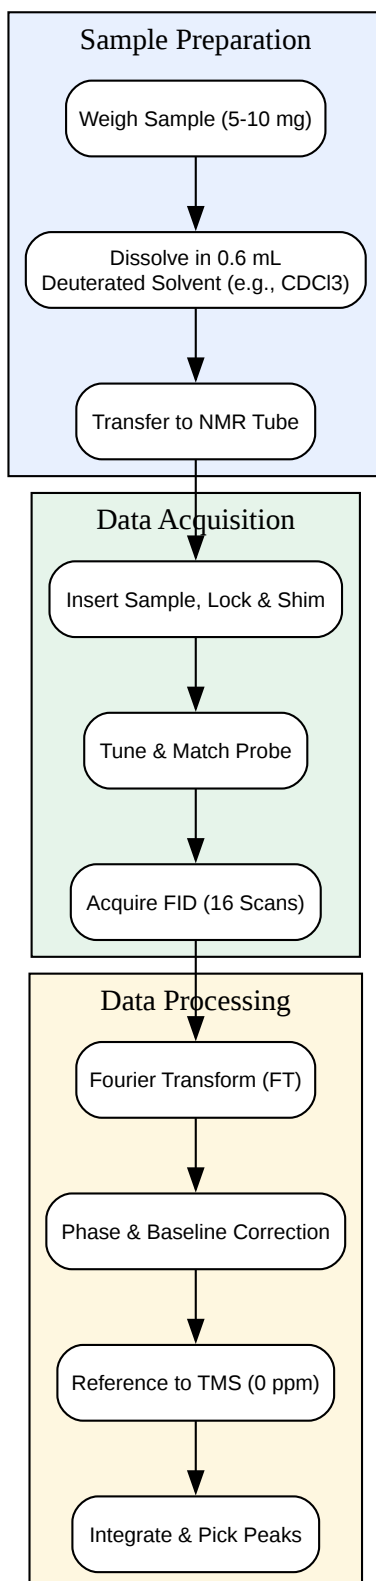 Sample Preparation
Weigh Sample (5-10 mg)
Dissolve in 0.6 mL
Deuterated Solvent (e.g., CDCl3)
Transfer to NMR Tube
Data Acquisition
Insert Sample, Lock & Shim
Tune & Match Probe
Acquire FID (16 Scans)
Data Processing
Fourier Transform (FT)
Phase & Baseline Correction
Reference to TMS (0 ppm)
Integrate & Pick Peaks